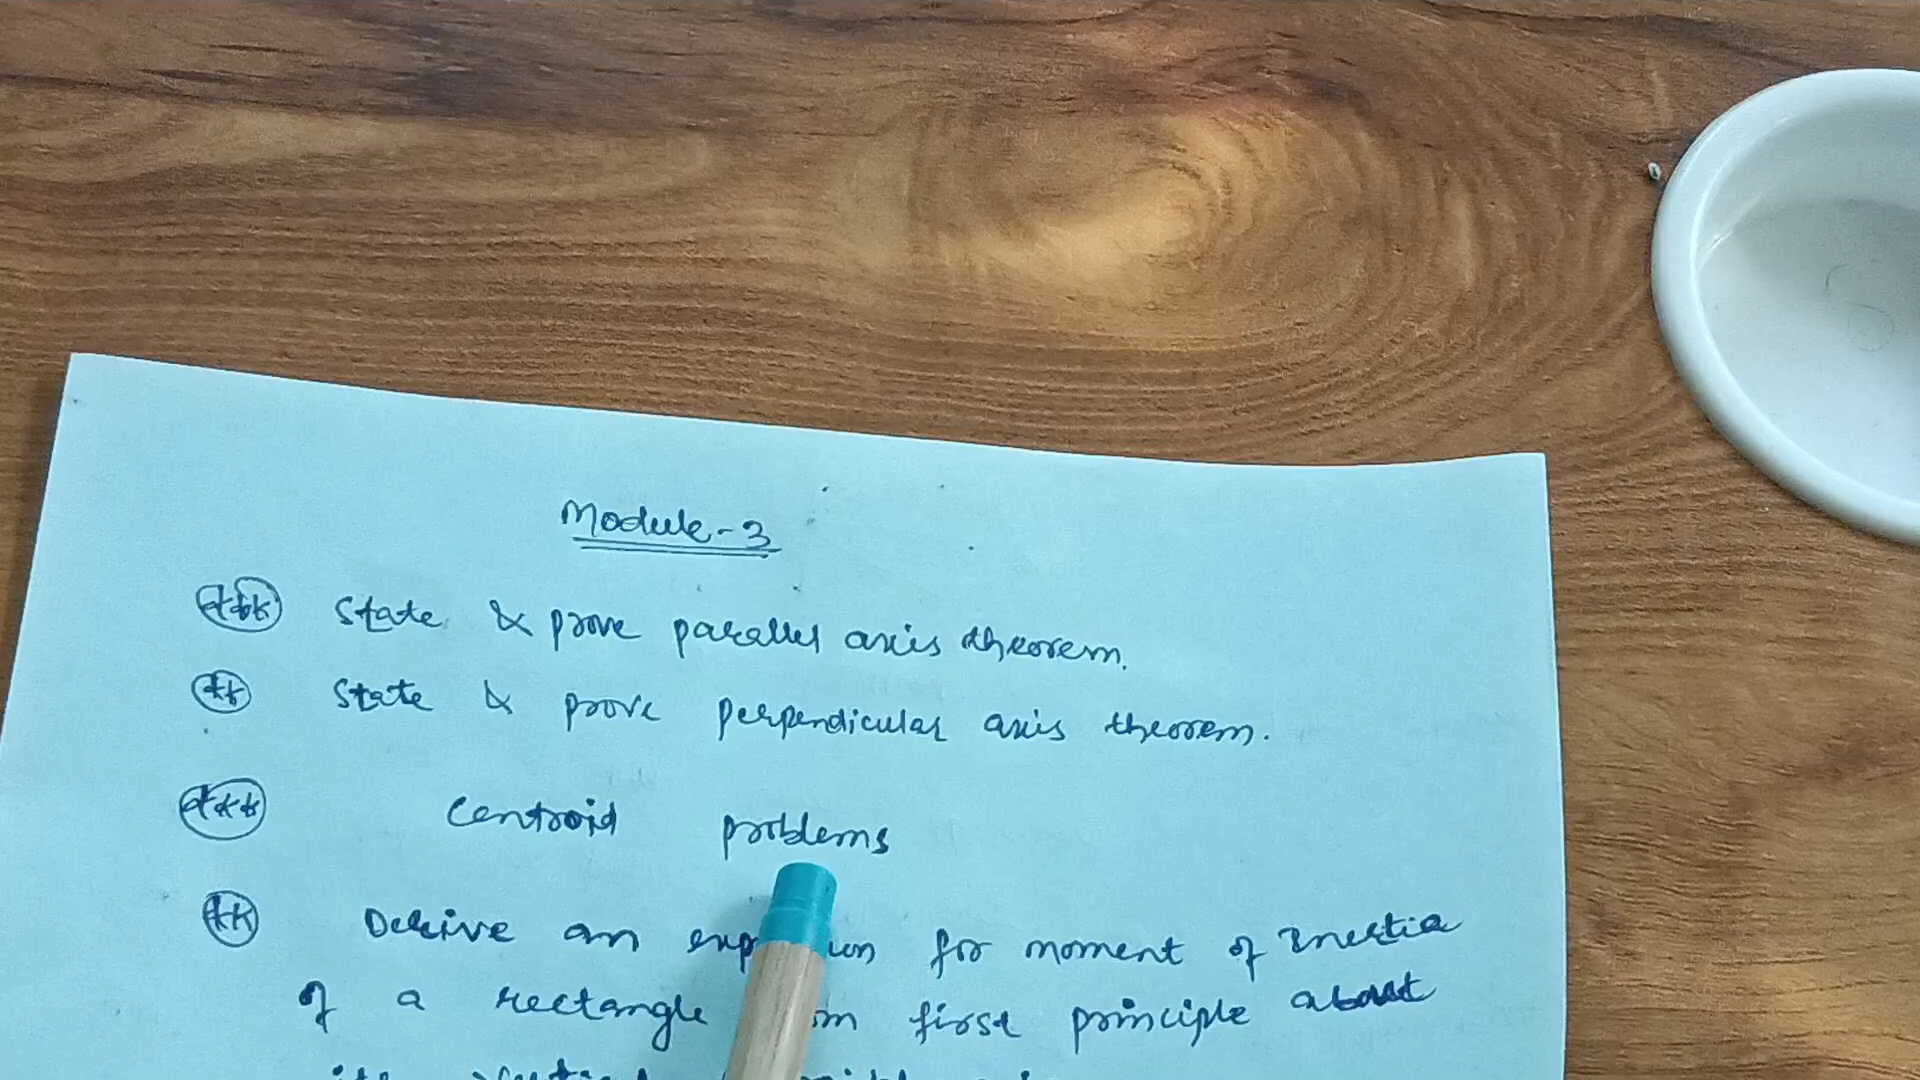 Module-3
*** State & prove parallel axis theorem.
** State & prove perpendicular axis theorem.
*** Centroid problems
** Derive an for moment of Inertia
of a rectangle first principle about